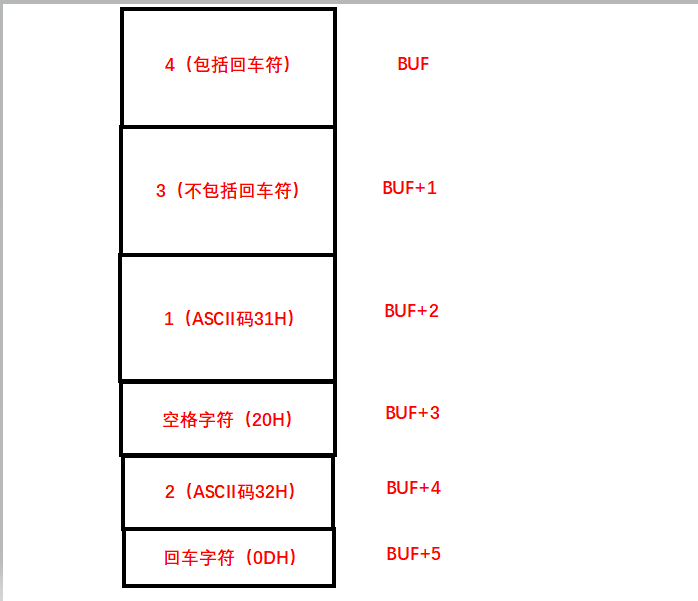 4（包括回车符） BUF
3（不包括回车符） BUF+1
1（ASCII码31H） BUF+2
空格字符（20H） BUF+3
2（ASCII码32H） BUF+4
回车字符（0DH） BUF+5